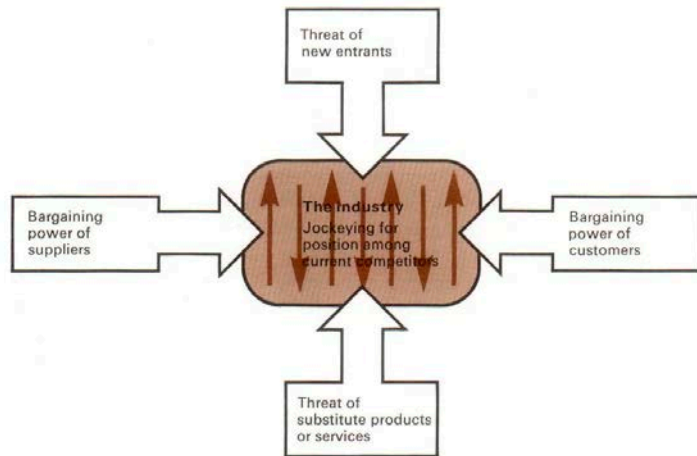 Threat of
new entrants
Bargaining
power of
suppliers
The Industry
Jockeying for
position among
current competitors
Bargaining
power of
customers
Threat of
substitute products
or services